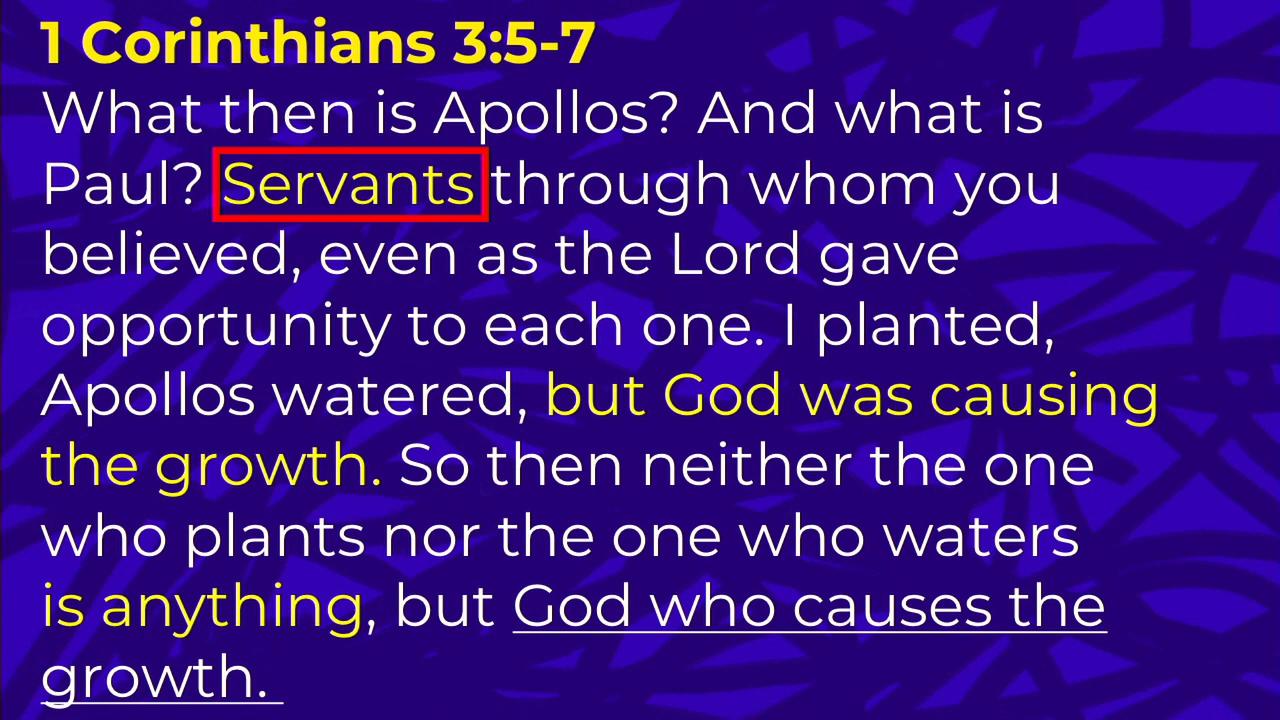 1 Corinthians 3:5-7
What then is Apollos? And what is
Paul? Servants through whom you
believed, even as the Lord gave
opportunity to each one. I planted,
Apollos watered, but God was causing
the growth. So then neither the one
who plants nor the one who waters
is anything, but God who causes the
growth.